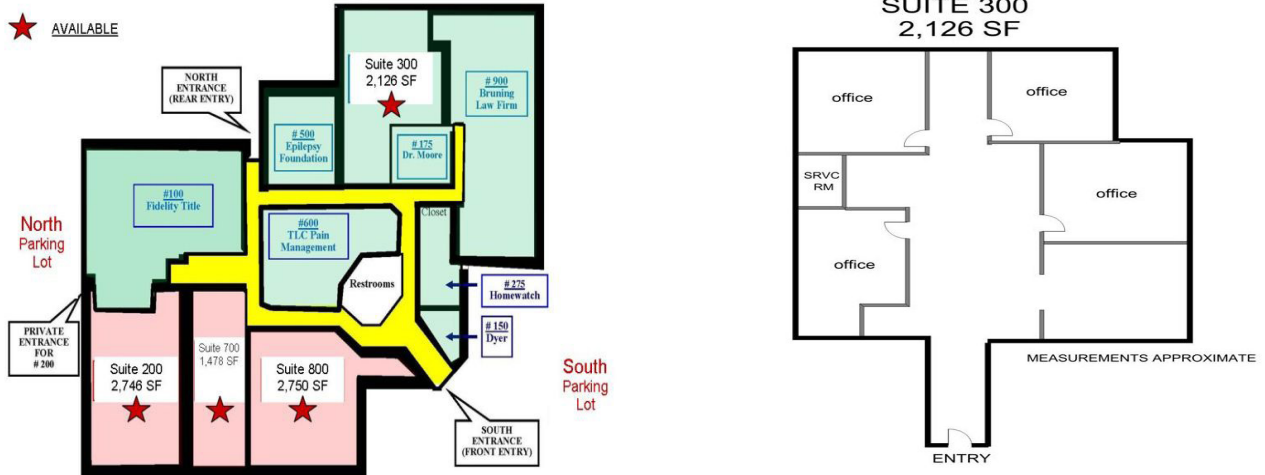 AVAILABLE
NORTH
ENTRANCE
(REAR ENTRY)
Suite 300
2,126 SF
# 900
Bruning
Law Firm
# 500
Epilepsy
Foundation
# 175
Dr. Moore
#100
Fidelity Title
North
Parking
Lot
#600
TLC Pain
Management
Closet
Restrooms
# 275
Homewatch
# 150
Dyer
PRIVATE
ENTRANCE
FOR
# 200
Suite 200
2,746 SF
Suite 700
1,478 SF
Suite 800
2,750 SF
South
Parking
Lot
SOUTH
ENTRANCE
(FRONT ENTRY)
SUITE 300
2,126 SF
office
office
SRVC
RM
office
office
MEASUREMENTS APPROXIMATE
ENTRY